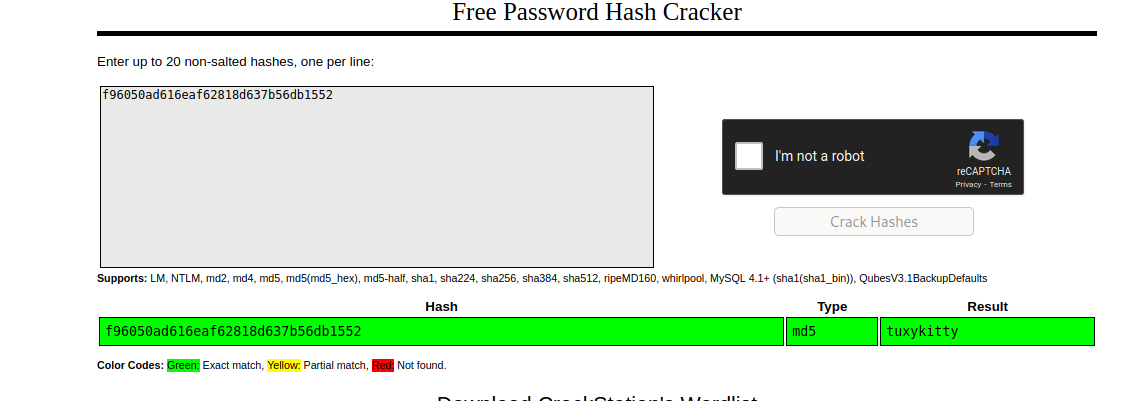 Free Password Hash Cracker
Enter up to 20 non-salted hashes, one per line:
f96050ad616eaf62818d637b56db1552
I'm not a robot
reCAPTCHA
Privacy - Terms
Crack Hashes
Supports: LM, NTLM, md2, md4, md5, md5(md5_hex), md5-half, sha1, sha224, sha256, sha384, sha512, ripeMD160, whirlpool, MySQL 4.1+ (sha1(sha1_bin)), QubesV3.1BackupDefaults
Hash Type Result
f96050ad616eaf62818d637b56db1552 md5 tuxykitty
Color Codes: Green: Exact match, Yellow: Partial match, Red: Not found.
Download CrackStation's Wordlist